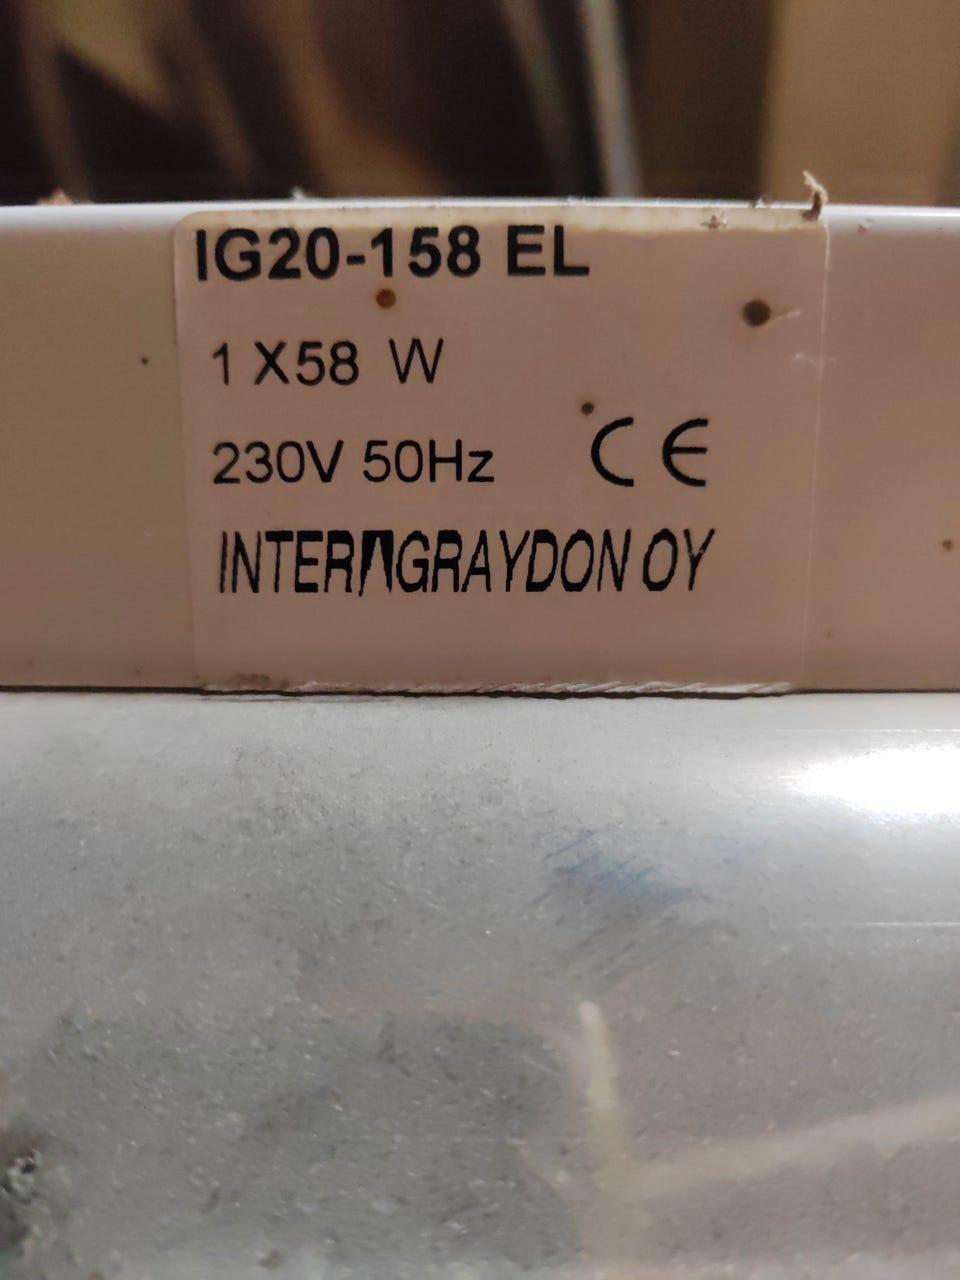 IG20-158 EL
1 X58 W
230V 50Hz CE
INTER GRAYDON OY